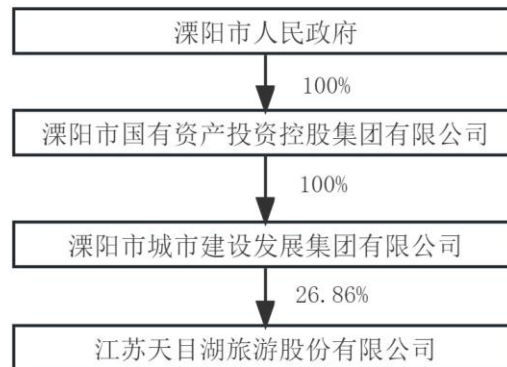 溧阳市人民政府
100%
溧阳市国有资产投资控股集团有限公司
100%
溧阳市城市建设发展集团有限公司
26.86%
江苏天目湖旅游股份有限公司